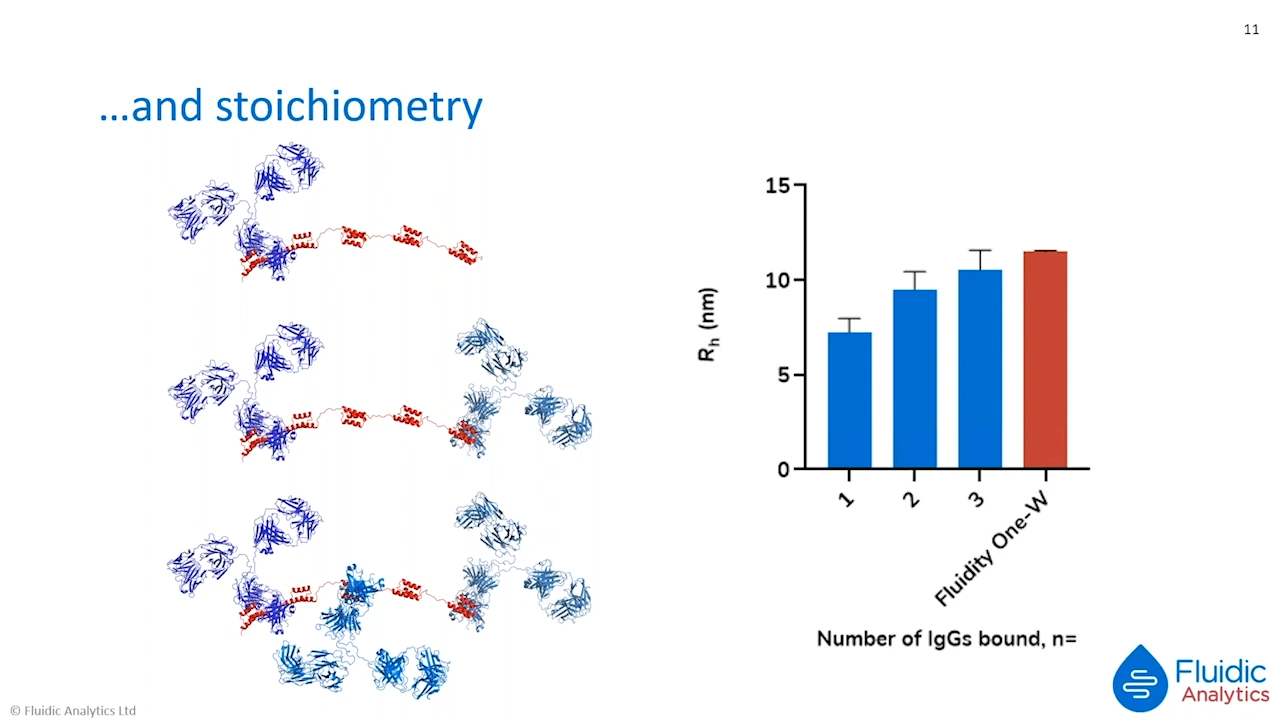 11
…and stoichiometry
15
10
5
0
Rh (nm)
1
2
3
Fluidity One-W
Number of IgGs bound, n=
Fluidic
Analytics
© Fluidic Analytics Ltd